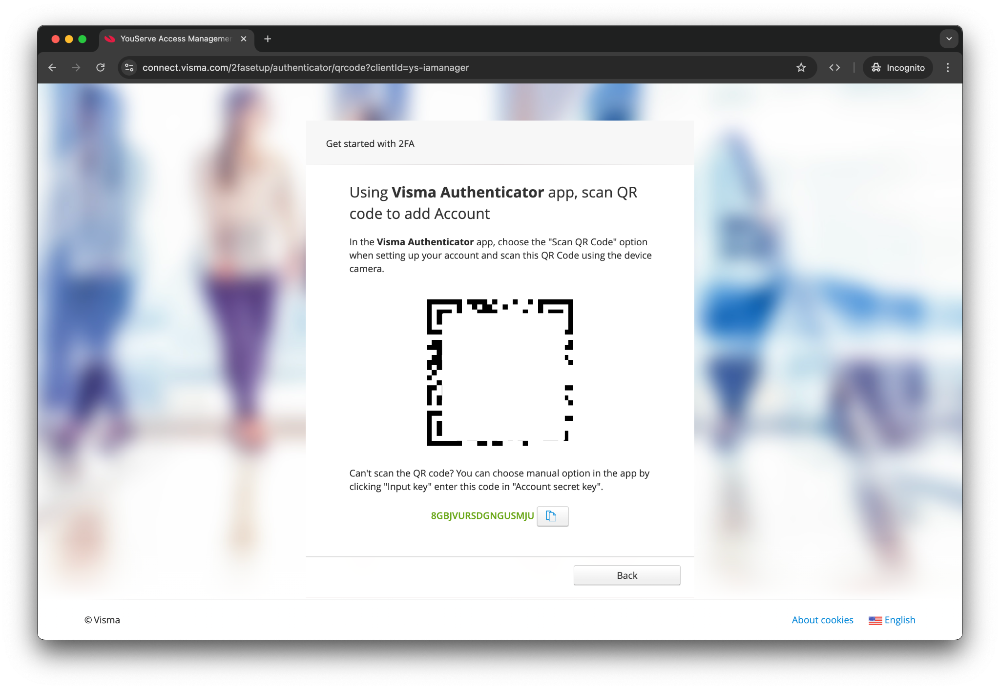 YouServe Access Managemen
connect.visma.com/2fasetup/authenticator/qrcode?clientId=ys-iamanager
Incognito
Get started with 2FA
Using Visma Authenticator app, scan QR
code to add Account
In the Visma Authenticator app, choose the "Scan QR Code" option
when setting up your account and scan this QR Code using the device
camera.
Can't scan the QR code? You can choose manual option in the app by
clicking "Input key" enter this code in "Account secret key".
8GBJVURSDGNGUSMJU
Back
© Visma
About cookies
English